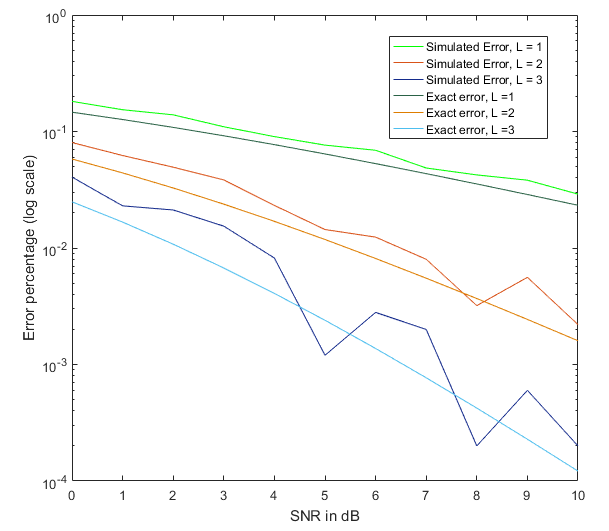 10^0
10^-1
10^-2
10^-3
10^-4
Error percentage (log scale)
Simulated Error, L = 1
Simulated Error, L = 2
Simulated Error, L = 3
Exact error, L =1
Exact error, L =2
Exact error, L =3
0 1 2 3 4 5 6 7 8 9 10
SNR in dB